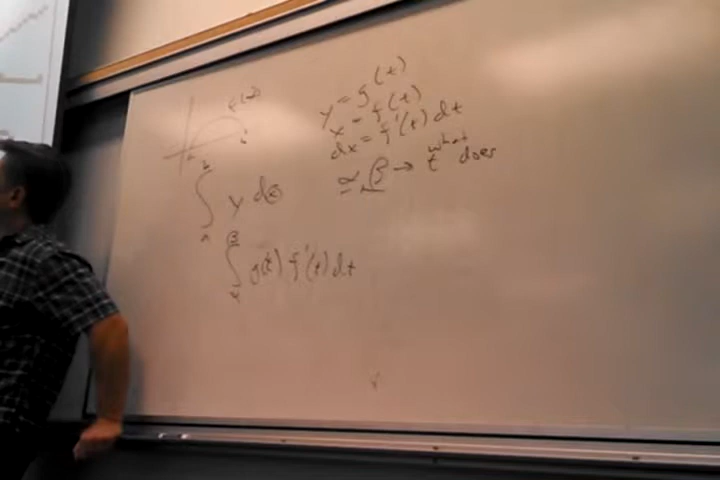 y = g(t)
x = f(t)
dx = f'(t) dt
α, β → t what does
∫ y dx
a b
∫ g(t) f'(t) dt
α β